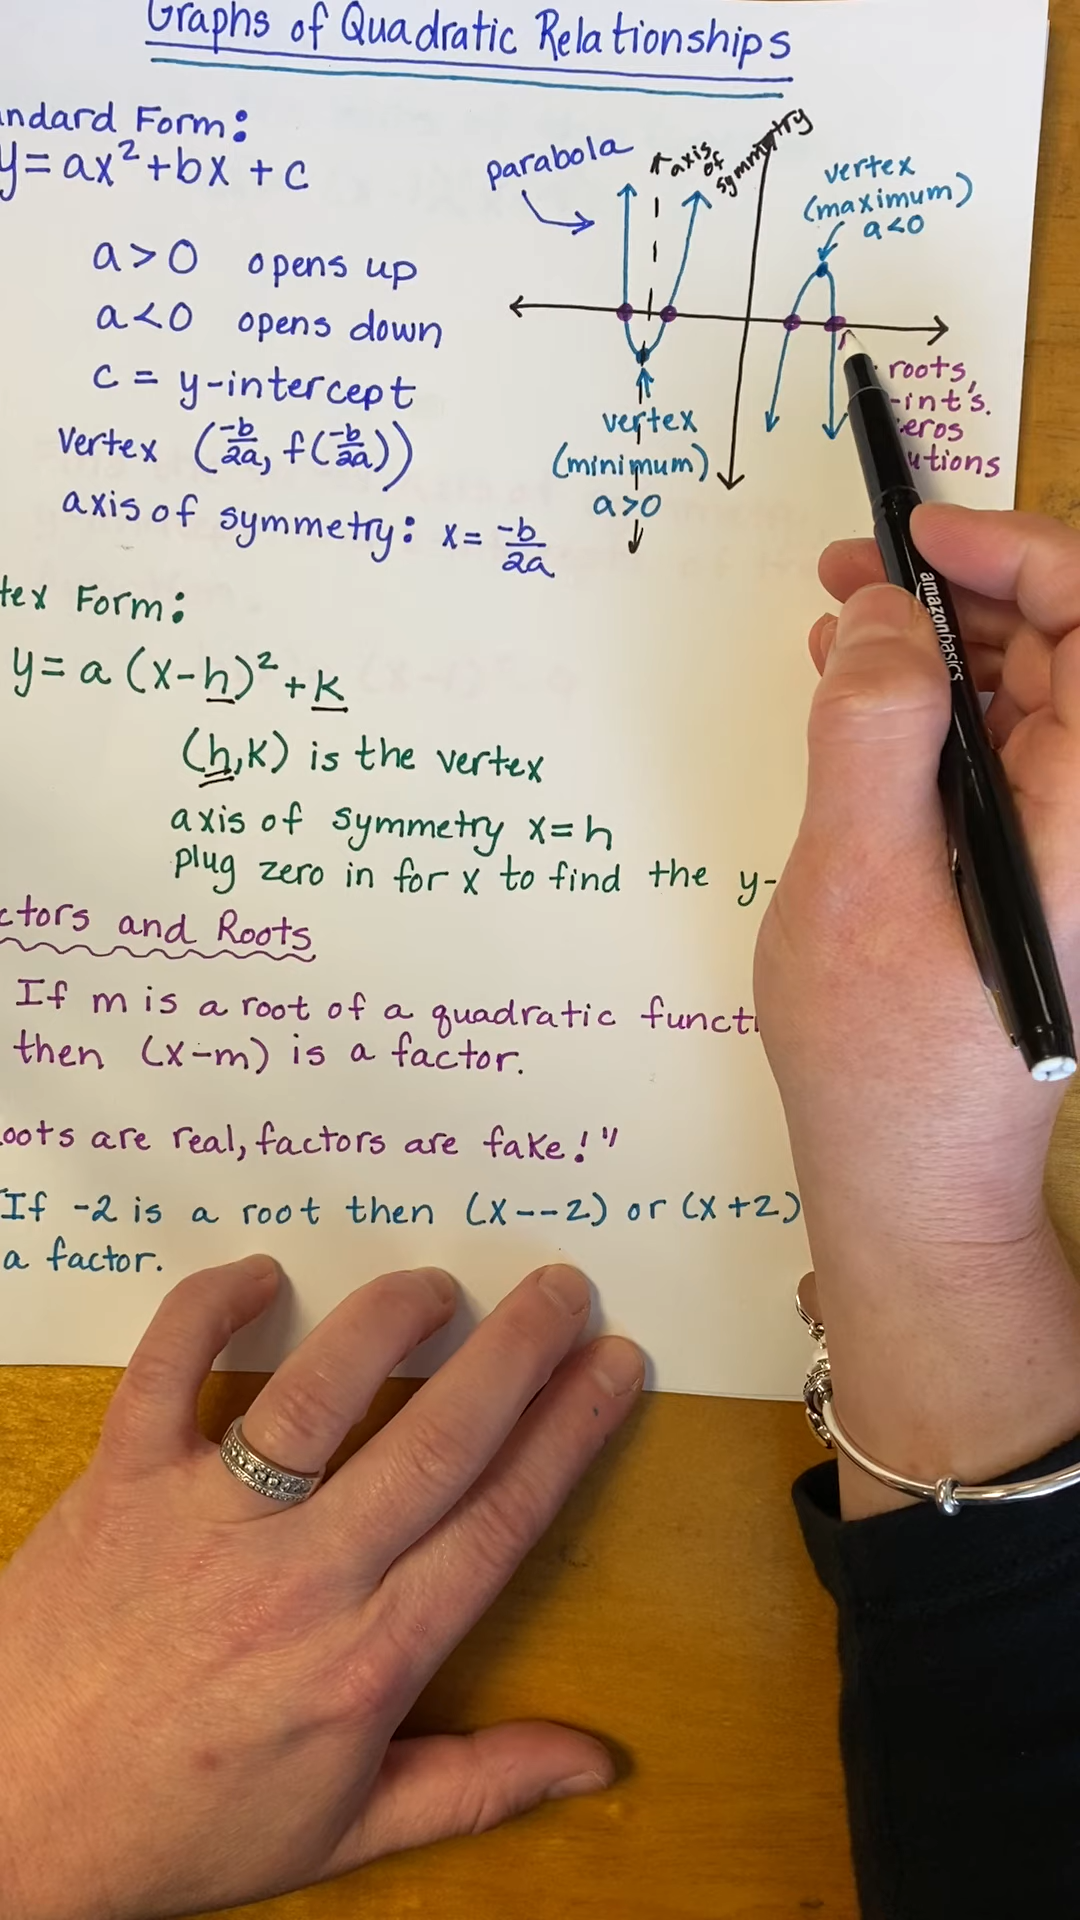 Graphs of Quadratic Relationships
ndard Form:
y=ax²+bx+c
a>0 opens up
a<0 opens down
c = y-intercept
vertex (-b/2a, f(-b/2a))
axis of symmetry: x= -b/2a
parabola
axis of symmetry
vertex
(maximum)
a<0
vertex
(minimum)
a>0
roots,
-int's.
eros
utions
tex Form:
y=a(x-h)²+k
(h,k) is the vertex
axis of symmetry x=h
plug zero in for x to find the y-
ctors and Roots
If m is a root of a quadratic functi
then (x-m) is a factor.
oots are real, factors are fake!"
If -2 is a root then (x--2) or (x+2)
a factor.
amazonbasics